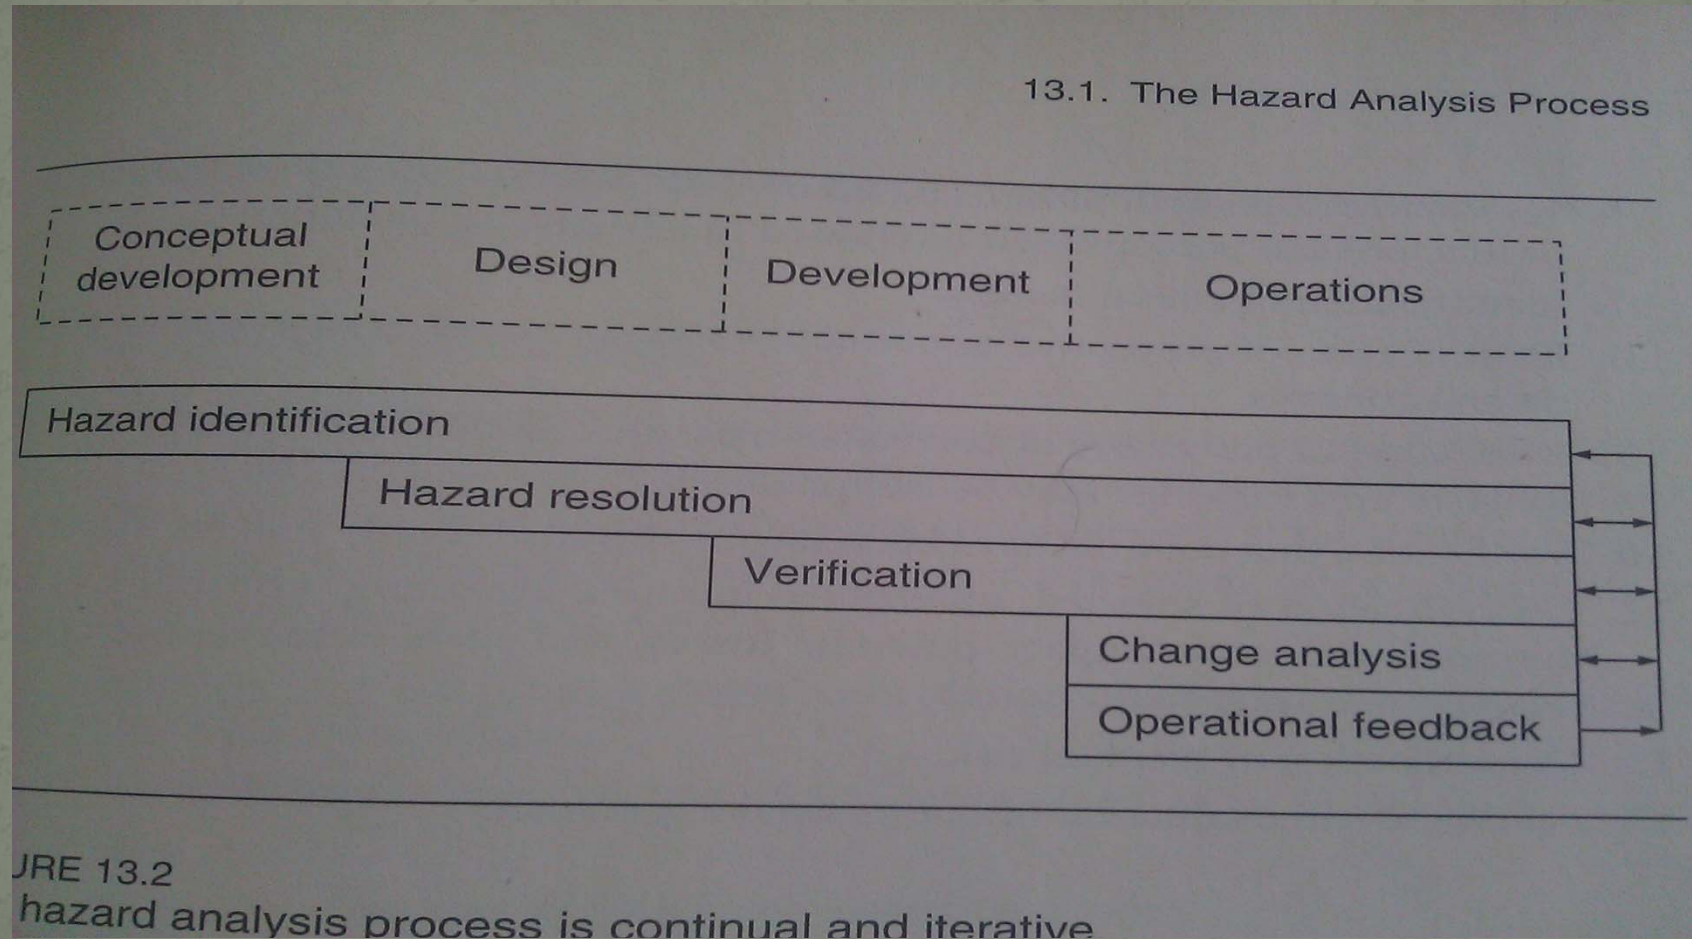 13.1. The Hazard Analysis Process
Conceptual
development
Design
Development
Operations
Hazard identification
Hazard resolution
Verification
Change analysis
Operational feedback
URE 13.2
hazard analysis process is continual and iterative